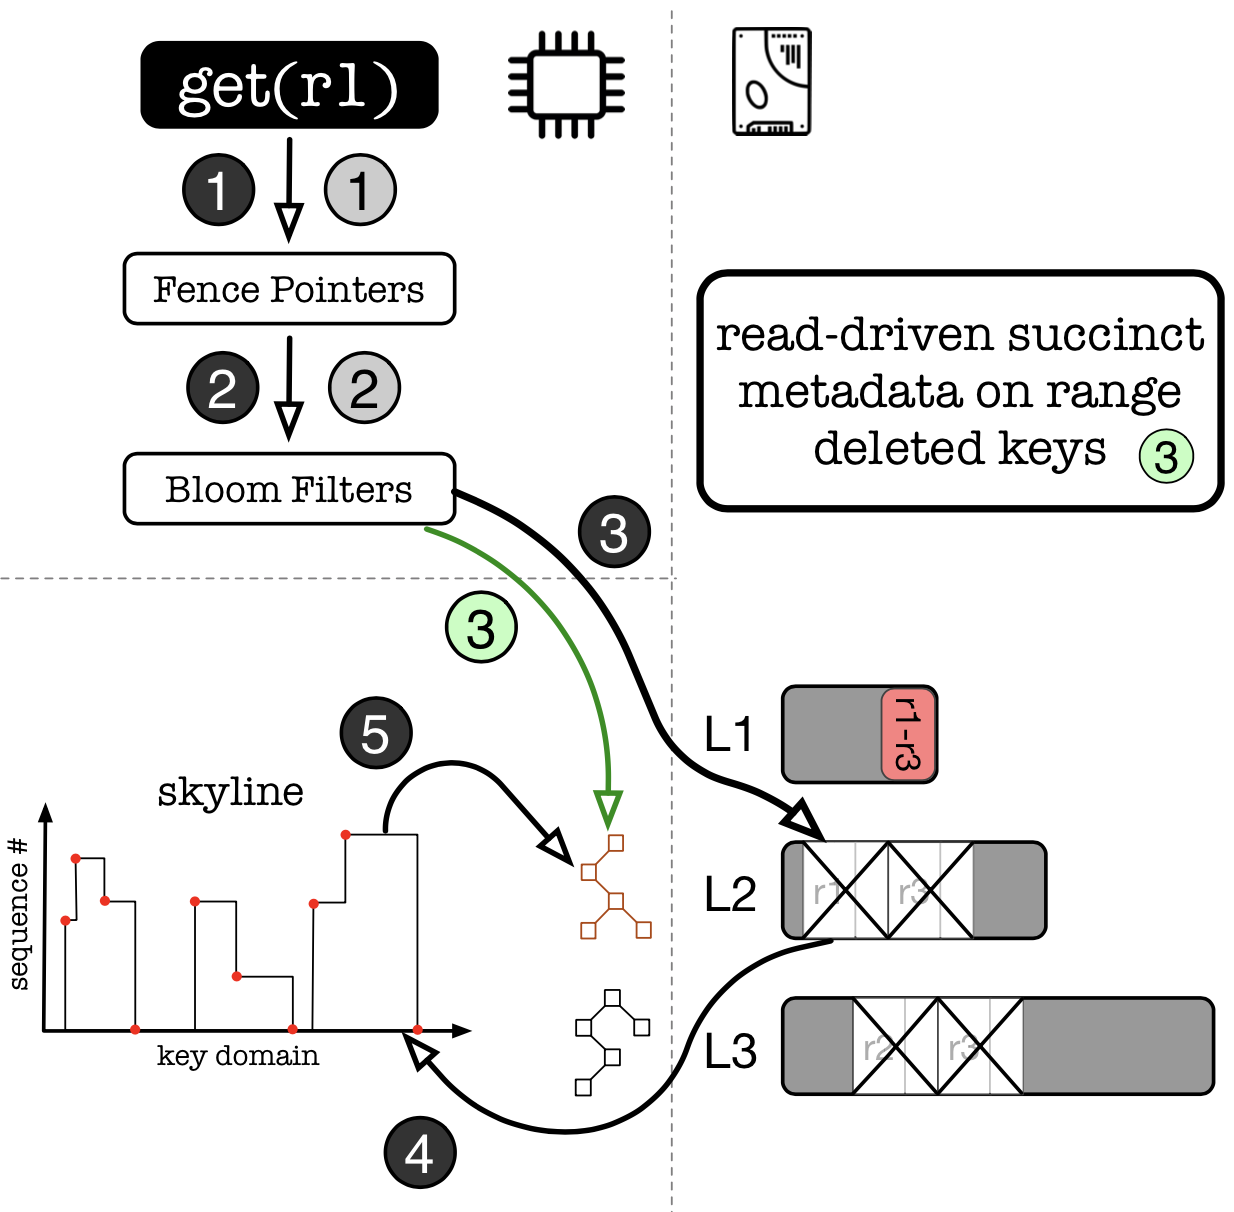 get(r1)
1 1
Fence Pointers
2 2
Bloom Filters
3
3
read-driven succinct
metadata on range
deleted keys 3
5
skyline
sequence #
key domain
4
L1
r1-r3
L2
r1 r3
L3
r2 r3